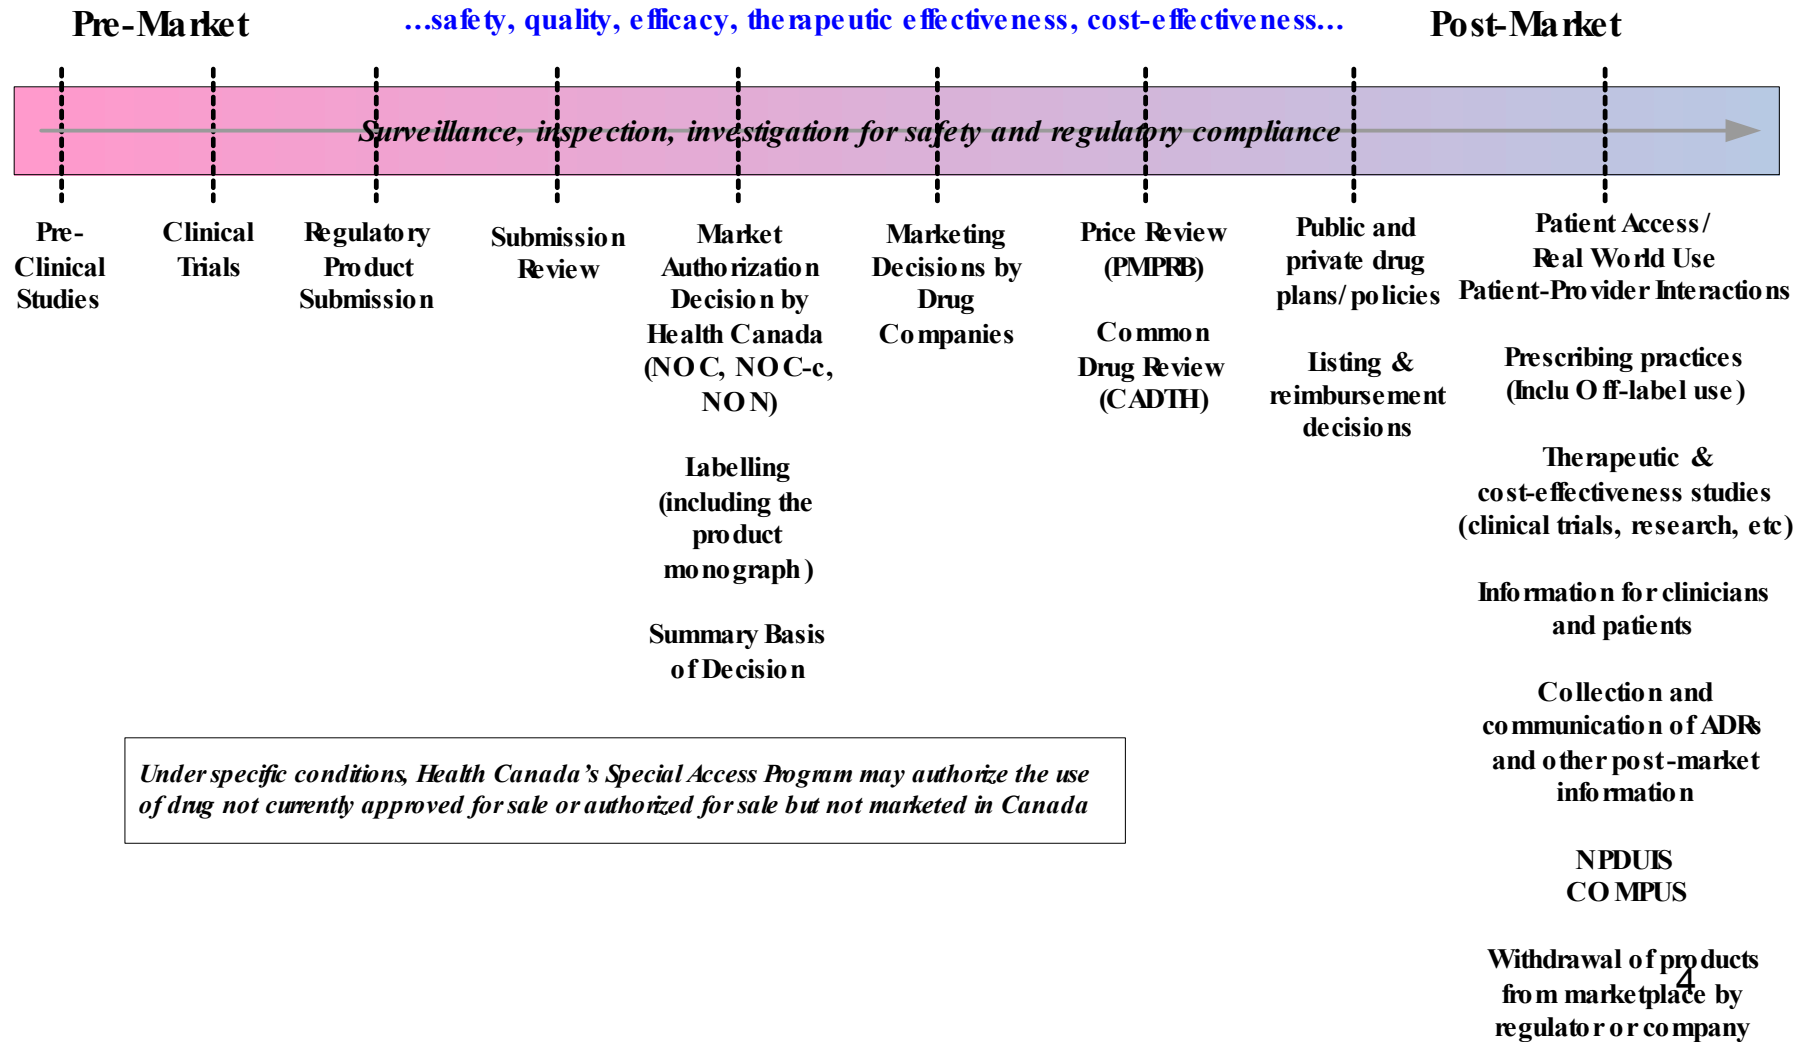 Pre-Market
…safety, quality, efficacy, therapeutic effectiveness, cost-effectiveness…
Post-Market
Surveillance, inspection, investigation for safety and regulatory compliance
Pre-
Clinical
Studies
Clinical
Trials
Regulatory
Product
Submission
Submission
Review
Market
Authorization
Decision by
Health Canada
(NOC, NOC-c,
NON)
Labelling
(including the
product
monograph)
Summary Basis
of Decision
Marketing
Decisions by
Drug
Companies
Price Review
(PMPRB)
Common
Drug Review
(CADTH)
Public and
private drug
plans/policies
Listing &
reimbursement
decisions
Patient Access/
Real World Use
Patient-Provider Interactions
Prescribing practices
(Inclu Off-label use)
Therapeutic &
cost-effectiveness studies
(clinical trials, research, etc)
Information for clinicians
and patients
Collection and
communication of ADRs
and other post-market
information
NPDUIS
COMPUS
Withdrawal of products
from marketplace by
regulator or company
Under specific conditions, Health Canada's Special Access Program may authorize the use
of drug not currently approved for sale or authorized for sale but not marketed in Canada
4